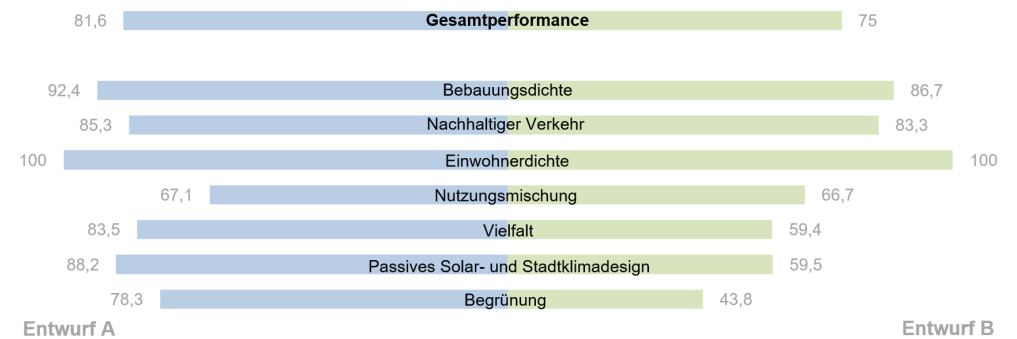 81,6 Gesamtperformance 75
92,4 Bebauungsdichte 86,7
85,3 Nachhaltiger Verkehr 83,3
100 Einwohnerdichte 100
67,1 Nutzungsmischung 66,7
83,5 Vielfalt 59,4
88,2 Passives Solar- und Stadtklimadesign 59,5
78,3 Begrünung 43,8
Entwurf A Entwurf B